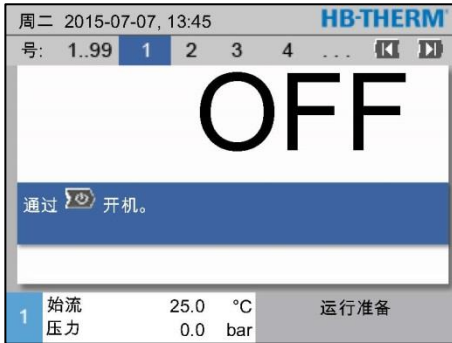 周二 2015-07-07, 13:45 HB-THERM®
号: 1..99 1 2 3 4 ...
OFF
通过 开机。
1 始流 25.0 °C 运行准备
压力 0.0 bar